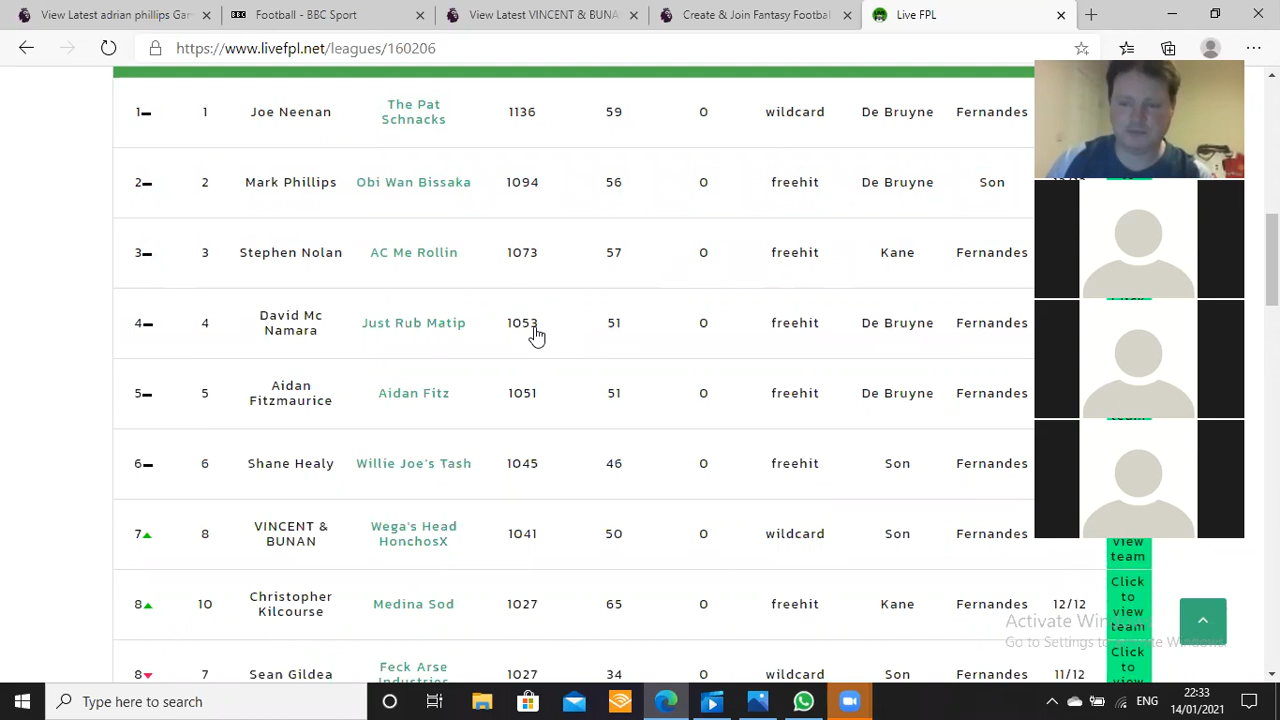 View Latest adrian philips Gam
Football - BBC Sport
View Latest VINCENT & BUNA
Create & Join Fantasy Football
Live FPL
https://www.livefpl.net/leagues/160206
1 1 Joe Neenan The Pat Schnacks 1136 59 0 wildcard De Bruyne Fernandes
2 2 Mark Phillips Obi Wan Bissaka 1094 56 0 freehit De Bruyne Son
3 3 Stephen Nolan AC Me Rollin 1073 57 0 freehit Kane Fernandes
4 4 David Mc Namara Just Rub Matip 1053 51 0 freehit De Bruyne Fernandes
5 5 Aidan Fitzmaurice Aidan Fitz 1051 51 0 freehit De Bruyne Fernandes
6 6 Shane Healy Willie Joe's Tash 1045 46 0 freehit Son Fernandes
7 8 VINCENT & BUNAN Wega's Head HonchosX 1041 50 0 wildcard Son Fernandes view team
8 10 Christopher Kilcourse Medina Sod 1027 65 0 freehit Kane Fernandes 12/12 Click to view team
8 7 Sean Gildea Feck Arse Industries 1027 34 0 wildcard Son Fernandes 11/12 Click to
Activate Win
Go to Settings to Activate Windows.
Type here to search
ENG
22:33
14/01/2021